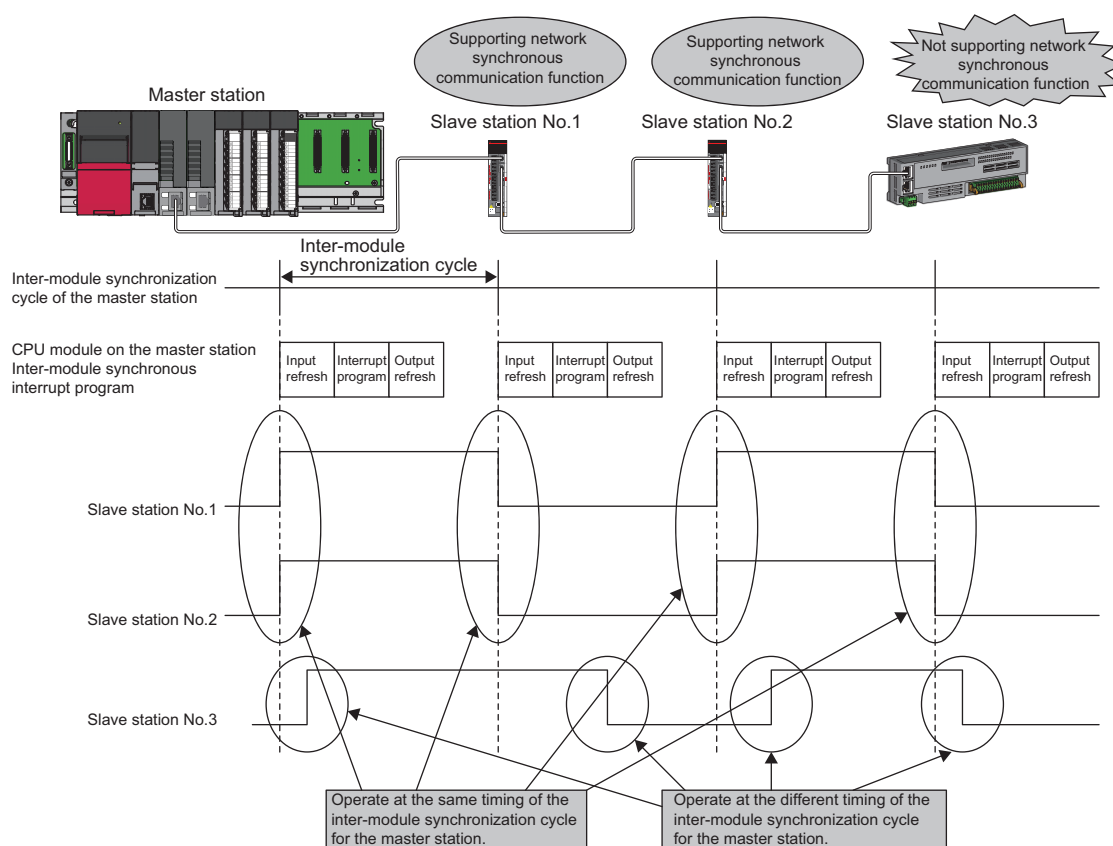 Supporting network
synchronous
communication function
Supporting network
synchronous
communication function
Not supporting network
synchronous
communication function
Master station
Slave station No.1
Slave station No.2
Slave station No.3
Inter-module
synchronization cycle
Inter-module synchronization
cycle of the master station
CPU module on the master station
Inter-module synchronous
interrupt program
Input
refresh
Interrupt
program
Output
refresh
Input
refresh
Interrupt
program
Output
refresh
Input
refresh
Interrupt
program
Output
refresh
Input
refresh
Interrupt
program
Output
refresh
Slave station No.1
Slave station No.2
Slave station No.3
Operate at the same timing of the
inter-module synchronization cycle
for the master station.
Operate at the different timing of the
inter-module synchronization cycle
for the master station.